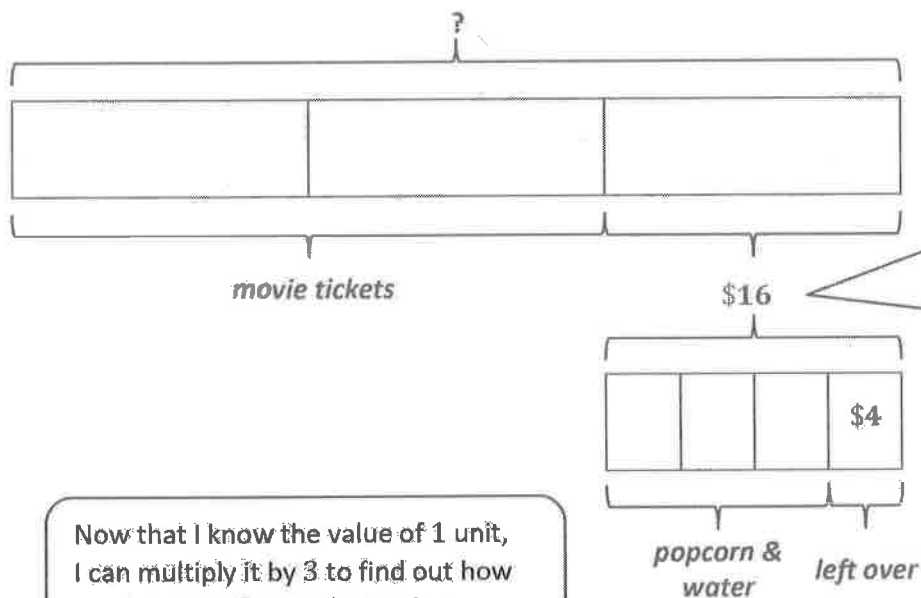 ?
movie tickets
$16
$4
popcorn &
water
left over
Now that I know the value of 1 unit,
I can multiply it by 3 to find out how